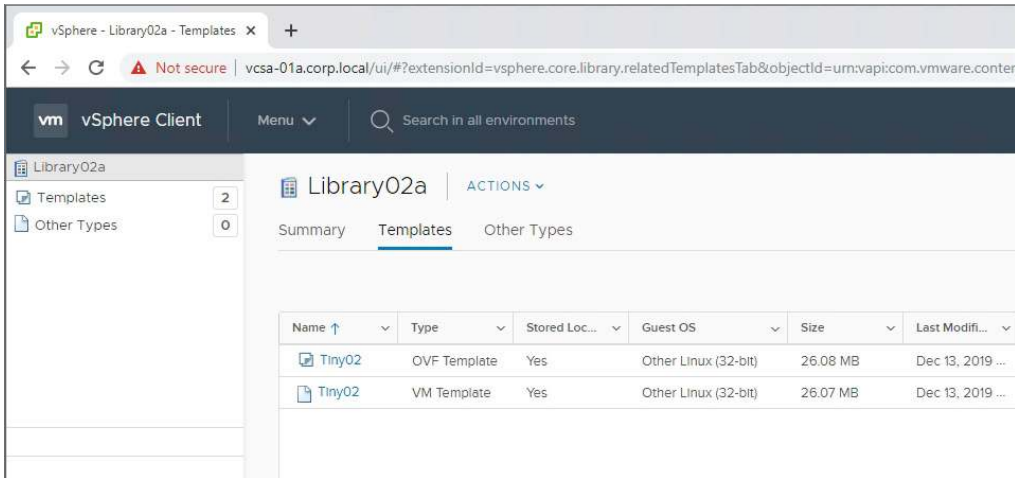 vSphere - Library02a - Templates
Not secure | vcsa-01a.corp.local/ui/#?extensionId=vsphere.core.library.relatedTemplatesTab&objectId=urn:vapi:com.vmware.conter
vm vSphere Client Menu Search in all environments
Library02a
Templates 2
Other Types 0
Library02a ACTIONS
Summary Templates Other Types
Name Type Stored Loc... Guest OS Size Last Modifi...
Tiny02 OVF Template Yes Other Linux (32-bit) 26.08 MB Dec 13, 2019 ...
Tiny02 VM Template Yes Other Linux (32-bit) 26.07 MB Dec 13, 2019 ...